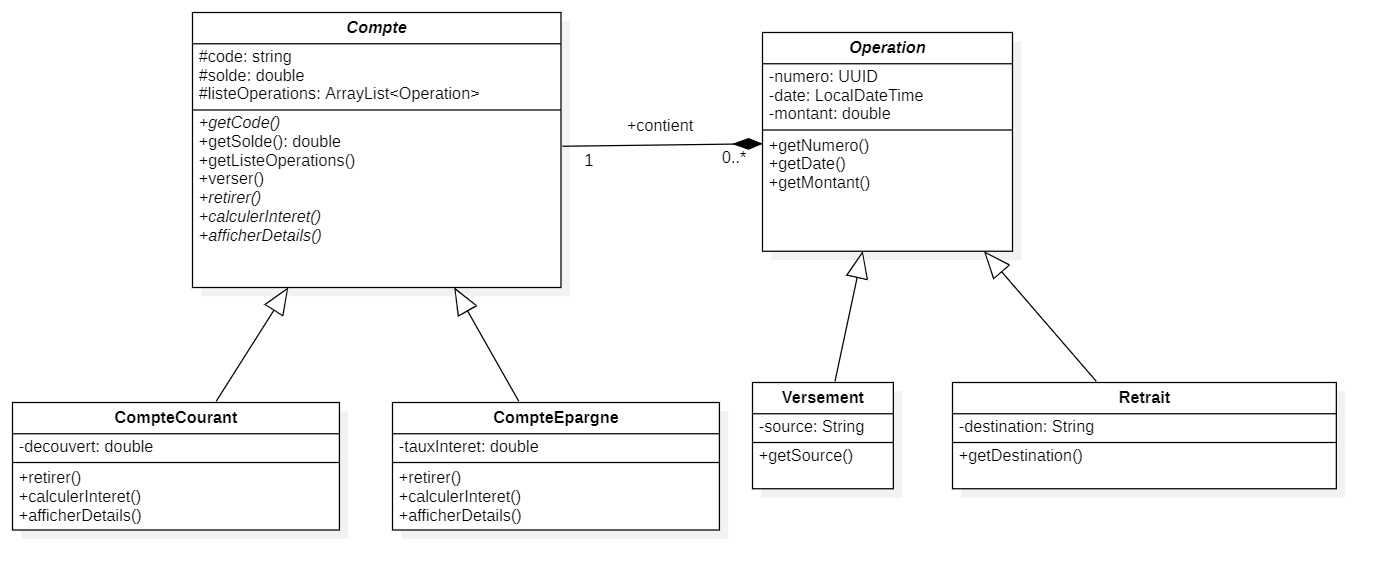 Compte
#code: string
#solde: double
#listeOperations: ArrayList<Operation>
+getCode()
+getSolde(): double
+getListeOperations()
+verser()
+retirer()
+calculerInteret()
+afficherDetails()
+contient
1
0..*
Operation
-numero: UUID
-date: LocalDateTime
-montant: double
+getNumero()
+getDate()
+getMontant()
CompteCourant
-decouvert: double
+retirer()
+calculerInteret()
+afficherDetails()
CompteEpargne
-tauxInteret: double
+retirer()
+calculerInteret()
+afficherDetails()
Versement
-source: String
+getSource()
Retrait
-destination: String
+getDestination()